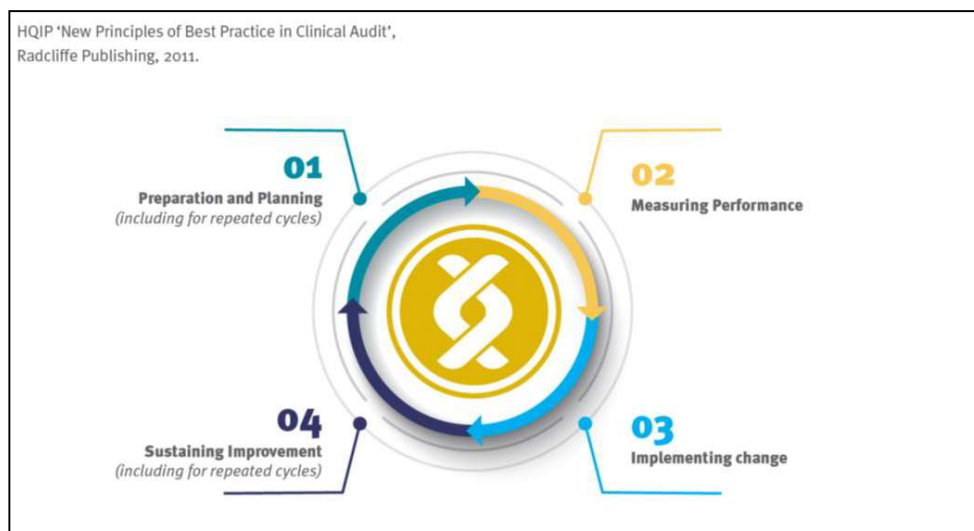 HQIP ‘New Principles of Best Practice in Clinical Audit’,
Radcliffe Publishing, 2011.
01
Preparation and Planning
(including for repeated cycles)
02
Measuring Performance
04
Sustaining Improvement
(including for repeated cycles)
03
Implementing change